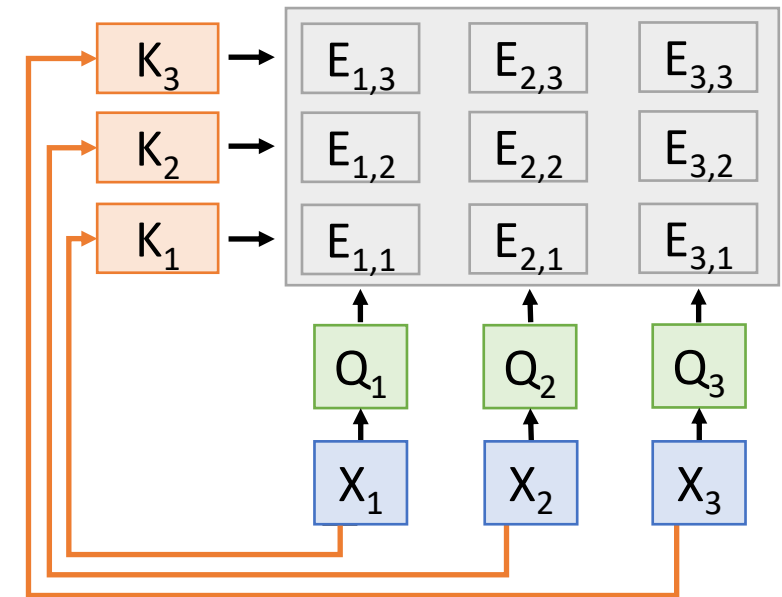 K₃ E₁,₃ E₂,₃ E₃,₃
K₂ E₁,₂ E₂,₂ E₃,₂
K₁ E₁,₁ E₂,₁ E₃,₁
Q₁ Q₂ Q₃
X₁ X₂ X₃